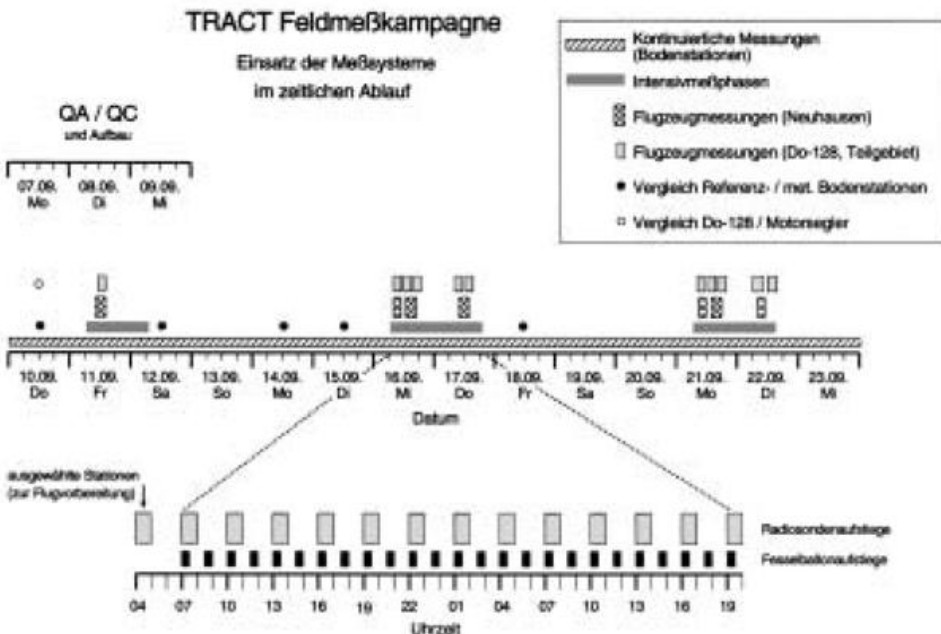 TRACT Feldmeßkampagne
Einsatz der Meßsysteme
im zeitlichen Ablauf
Kontinuierliche Messungen
(Bodenstationen)
Intensivmeßphasen
Flugzeugmessungen (Neuhausen)
Flugzeugmessungen (Do-128, Teilgebiet)
Vergleich Referenz- / met. Bodenstationen
Vergleich Do-128 / Motorsegler
QA / QC
und Aufbau
07.09. 08.09. 09.09.
Mo Di Mi
10.09. 11.09. 12.09. 13.09. 14.09. 15.09. 16.09. 17.09. 18.09. 19.09. 20.09. 21.09. 22.09. 23.09.
Do Fr Sa So Mo Di Mi Do Fr Sa So Mo Di Mi
Datum
ausgewählte Stationen
(zur Flugvorbereitung)
Radiosondenaufstiege
Fesselballonaufstiege
04 07 10 13 16 19 22 01 04 07 10 13 16 19
Uhrzeit